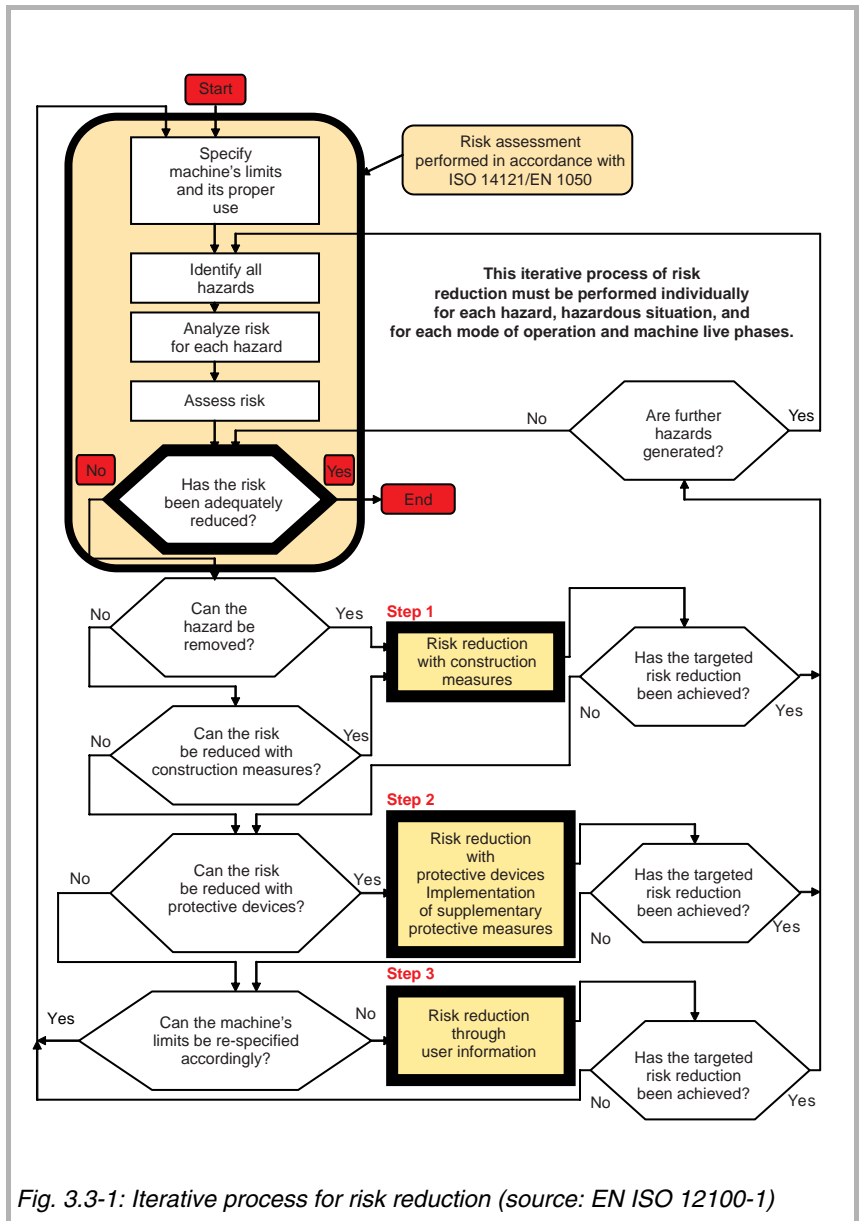 Start
Specify
machine's limits
and its proper
use
Risk assessment
performed in accordance with
ISO 14121/EN 1050
Identify all
hazards
This iterative process of risk
reduction must be performed individually
for each hazard, hazardous situation, and
for each mode of operation and machine live phases.
Analyze risk
for each hazard
Assess risk
No
Are further
hazards
generated?
Yes
No
Has the risk
been adequately
reduced?
Yes
End
No
Can the
hazard be
removed?
Yes
Step 1
Risk reduction
with construction
measures
Has the targeted
risk reduction
been achieved?
No
Yes
No
Can the risk
be reduced with
construction measures?
Yes
Step 2
No
Can the risk
be reduced with
protective devices?
Yes
Risk reduction
with
protective devices
Implementation
of supplementary
protective measures
Has the targeted
risk reduction
been achieved?
No
Yes
Step 3
Yes
Can the machine's
limits be re-specified
accordingly?
No
Risk reduction
through
user information
Has the targeted
risk reduction
been achieved?
No
Yes
Fig. 3.3-1: Iterative process for risk reduction (source: EN ISO 12100-1)